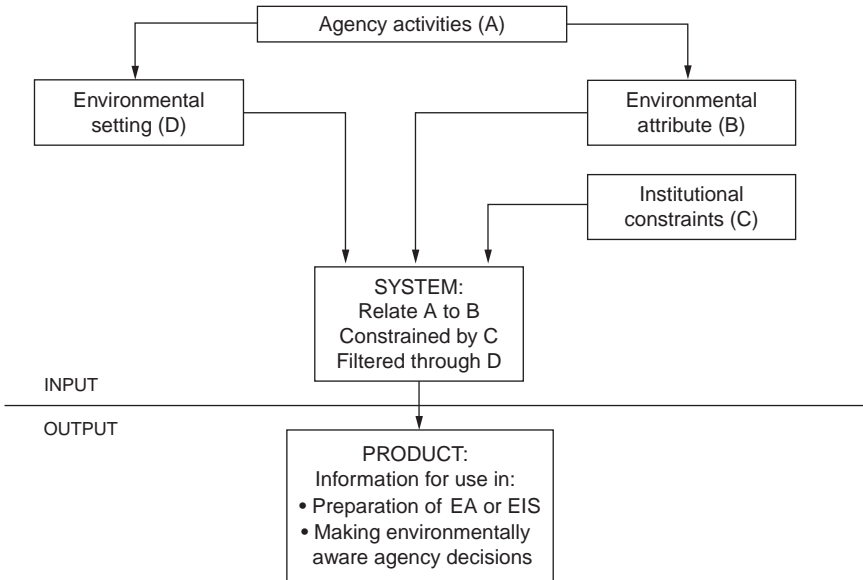 Agency activities (A)
Environmental
setting (D)
Environmental
attribute (B)
Institutional
constraints (C)
SYSTEM:
Relate A to B
Constrained by C
Filtered through D
INPUT
OUTPUT
PRODUCT:
Information for use in:
• Preparation of EA or EIS
• Making environmentally
aware agency decisions